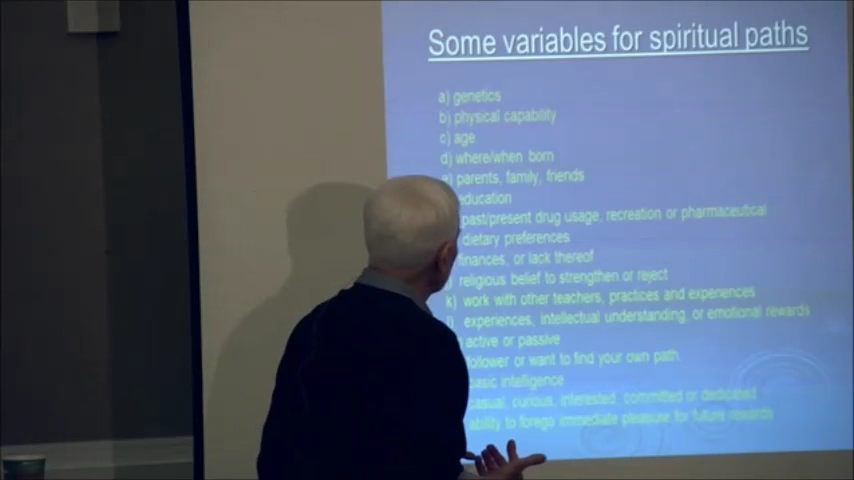 Some variables for spiritual paths
a) genetics
b) physical capability
c) age
d) where/when born
e) parents, family, friends
education
past/present drug usage, recreation or pharmaceutical
dietary preferences
finances, or lack thereof
religious belief to strengthen or reject
k) work with other teachers, practices and experiences
l) experiences, intellectual understanding, or emotional rewards
active or passive
follower or want to find your own path
basic intelligence
casual, curious, interested, committed or dedicated
ability to forego immediate pleasure for future rewards